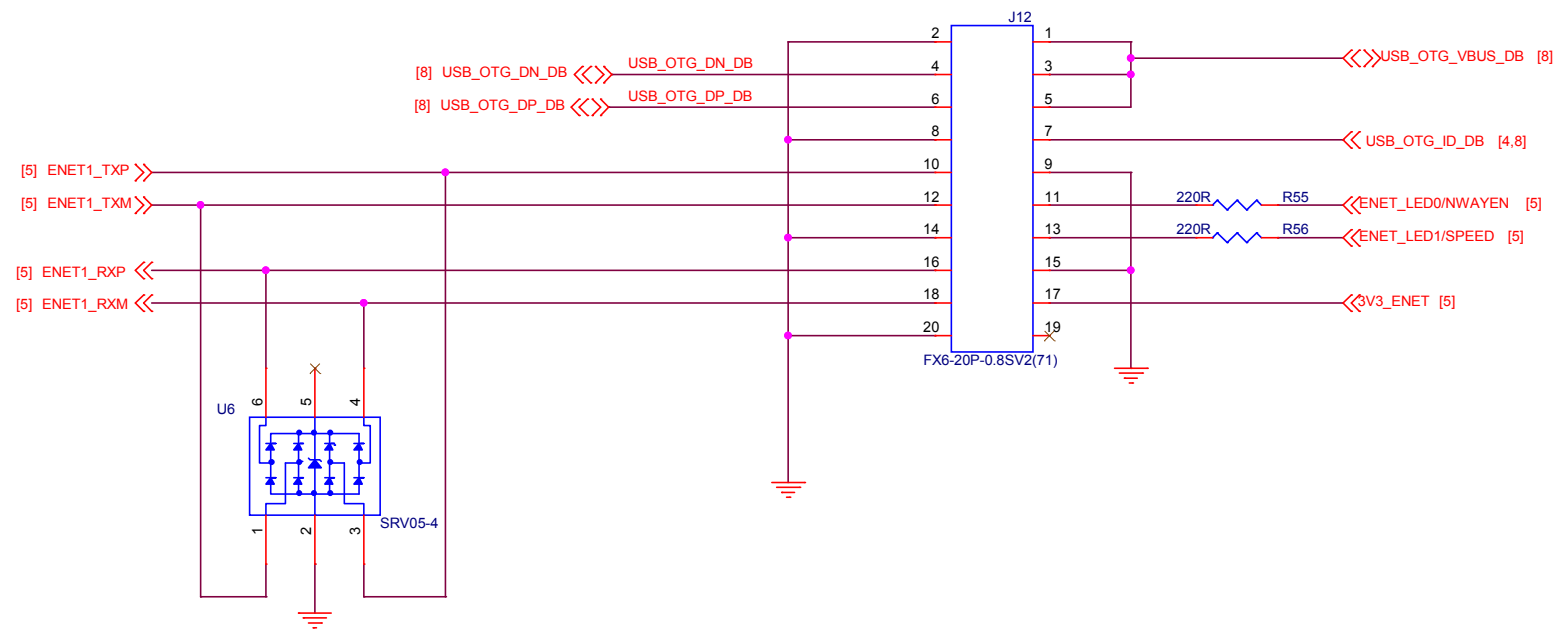 J12
2 1
[8] USB_OTG_DN_DB USB_OTG_DN_DB 4 3 USB_OTG_VBUS_DB [8]
[8] USB_OTG_DP_DB USB_OTG_DP_DB 6 5
8 7 USB_OTG_ID_DB [4,8]
[5] ENET1_TXP 10 9
[5] ENET1_TXM 12 11 220R R55 ENET_LED0/NWAYEN [5]
14 13 220R R56 ENET_LED1/SPEED [5]
[5] ENET1_RXP 16 15
[5] ENET1_RXM 18 17 3V3_ENET [5]
20 19
FX6-20P-0.8SV2(71)
U6 6 5 4
SRV05-4
1 2 3